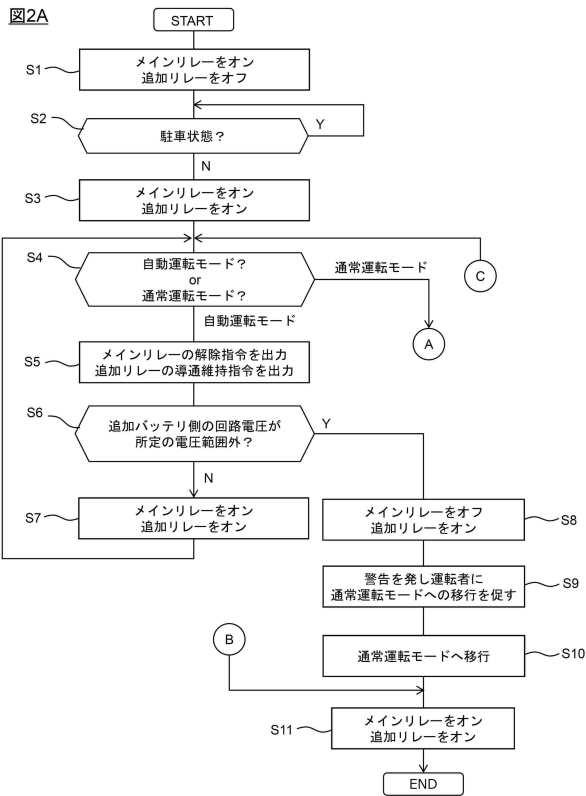 図2A
START
S1
メインリレーをオン
追加リレーをオフ
S2
駐車状態？
Y
N
S3
メインリレーをオン
追加リレーをオン
S4
自動運転モード？
or
通常運転モード？
通常運転モード
C
A
自動運転モード
S5
メインリレーの解除指令を出力
追加リレーの導通維持指令を出力
S6
追加バッテリ側の回路電圧が
所定の電圧範囲外？
Y
N
S7
メインリレーをオン
追加リレーをオン
メインリレーをオフ
追加リレーをオン
S8
警告を発し運転者に
通常運転モードへの移行を促す
S9
B
通常運転モードへ移行
S10
S11
メインリレーをオン
追加リレーをオン
END